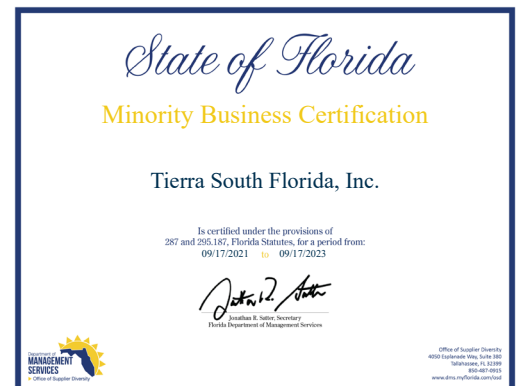 State of Florida
Minority Business Certification
Tierra South Florida, Inc.
Is certified under the provisions of
287 and 295.187, Florida Statutes, for a period from:
09/17/2021 to 09/17/2023
Jonathan R. Satter, Secretary
Florida Department of Management Services
Department of
MANAGEMENT
SERVICES
Office of Supplier Diversity
Office of Supplier Diversity
4050 Esplanade Way, Suite 380
Tallahassee, FL 32399
850-487-0915
www.dms.myflorida.com/osd